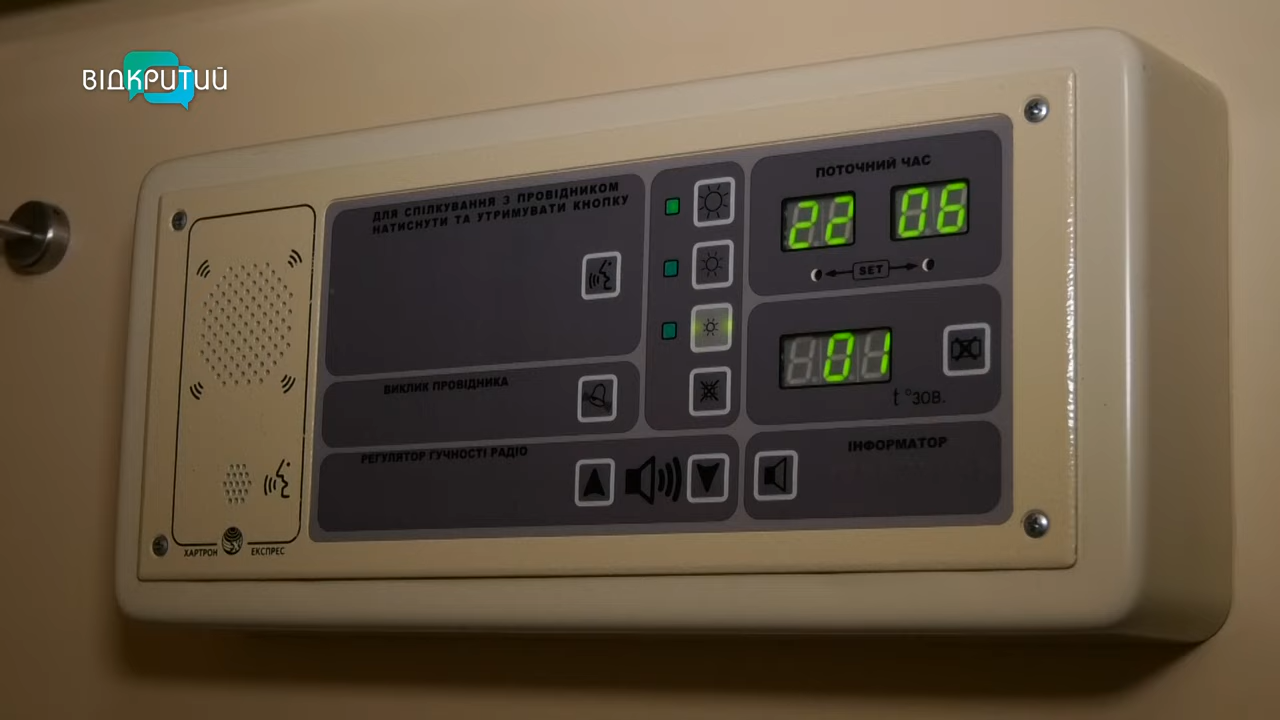 ВІДКРИТИЙ
ДЛЯ СПІЛКУВАННЯ З ПРОВІДНИКОМ
НАТИСНУТИ ТА УТРИМУВАТИ КНОПКУ
ПОТОЧНИЙ ЧАС
22 06
SET
01
t°ЗОВ.
ВИКЛИК ПРОВІДНИКА
РЕГУЛЯТОР ГУЧНОСТІ РАДІО
ІНФОРМАТОР
ХАРТРОН ЕКСПРЕС